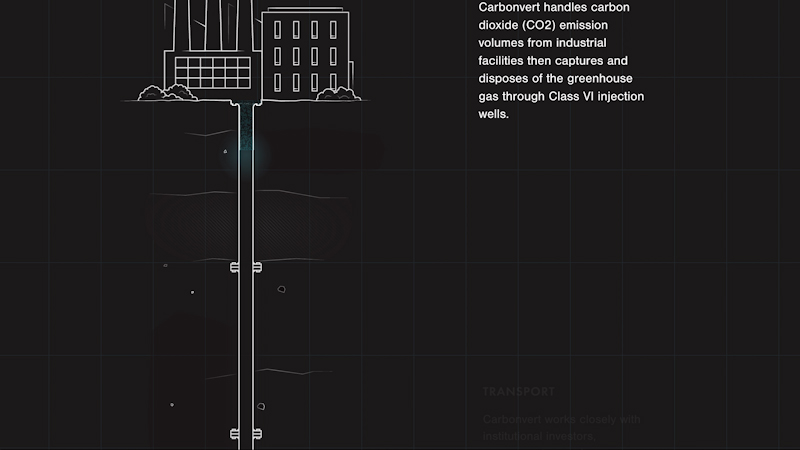 Carbonvert handles carbon
dioxide (CO2) emission
volumes from industrial
facilities then captures and
disposes of the greenhouse
gas through Class VI injection
wells.
TRANSPORT
Carbonvert works closely with
institutional investors.